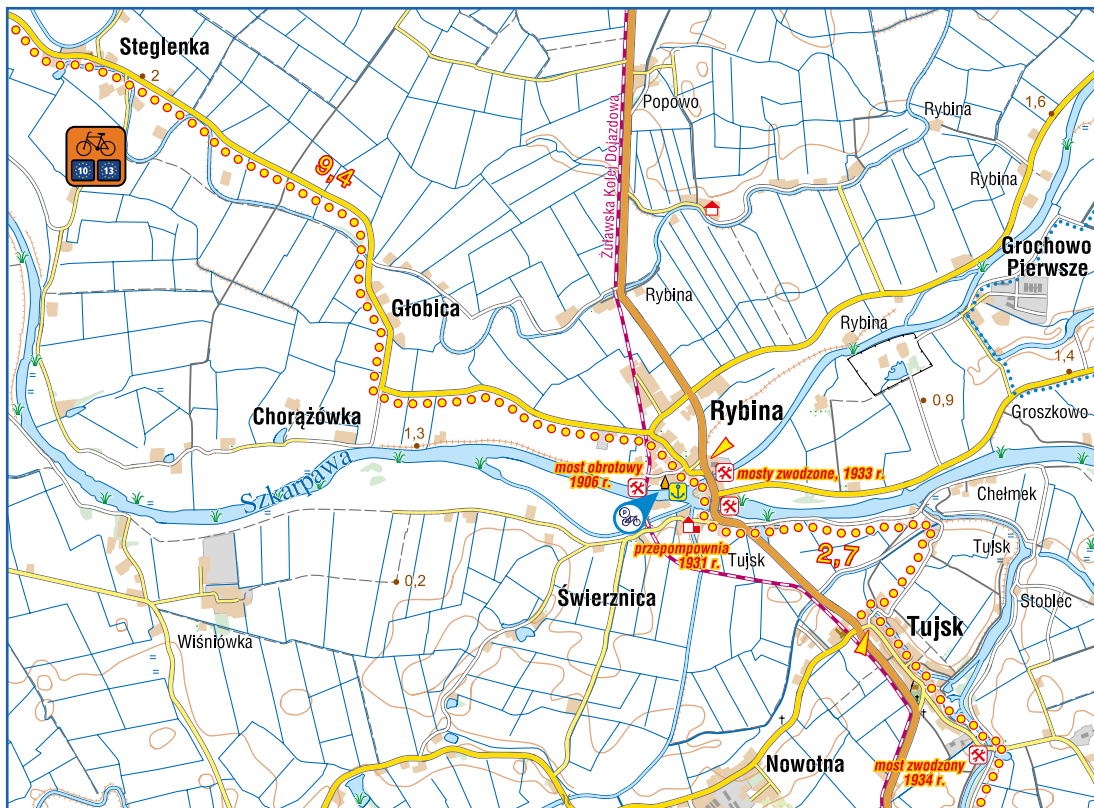 Steglenka
2
10
13
9,4
Żuławska Kolej Dojazdowa
Popowo
Rybina
1,6
Rybina
Grochowo
Pierwsze
Rybina
Rybina
Głobica
1,4
Groszkowo
0,9
Chorążówka
1,3
Rybina
Szkarpawa
most obrotowy
1906 r.
mosty zwodzone, 1933 r.
P
Chełmek
przepompownia
1931 r.
Tujsk
2,7
Tujsk
0,2
Świerznica
Stoblec
Wiśniówka
Tujsk
Nowotna
most zwodzony
1934 r.